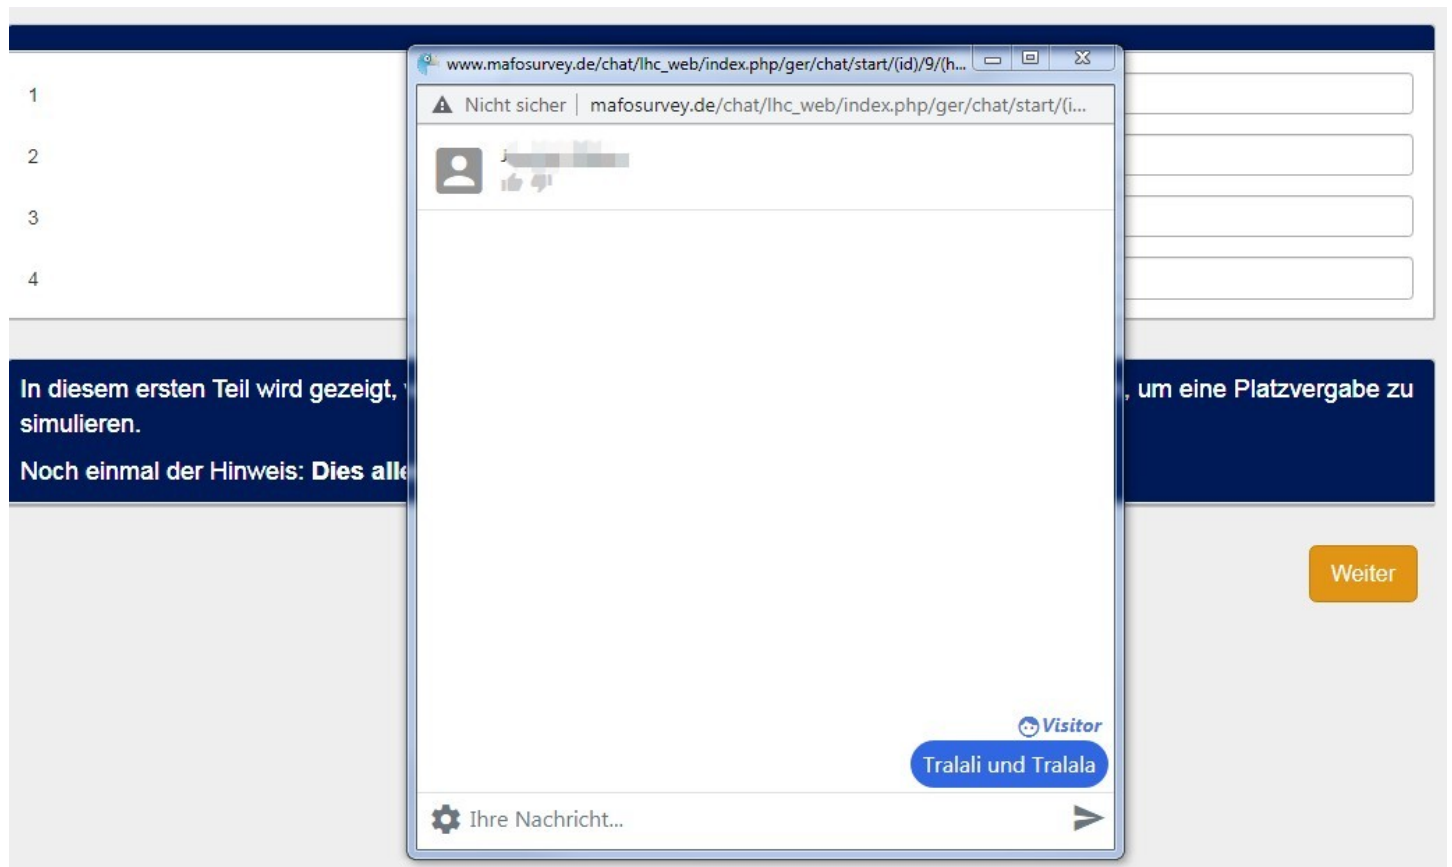 www.mafosurvey.de/chat/lhc_web/index.php/ger/chat/start/(id)/9/(h...
Nicht sicher | mafosurvey.de/chat/lhc_web/index.php/ger/chat/start/(i...
1
2
3
4
In diesem ersten Teil wird gezeigt,
, um eine Platzvergabe zu
simulieren.
Noch einmal der Hinweis: Dies alle
Weiter
Visitor
Tralali und Tralala
Ihre Nachricht...